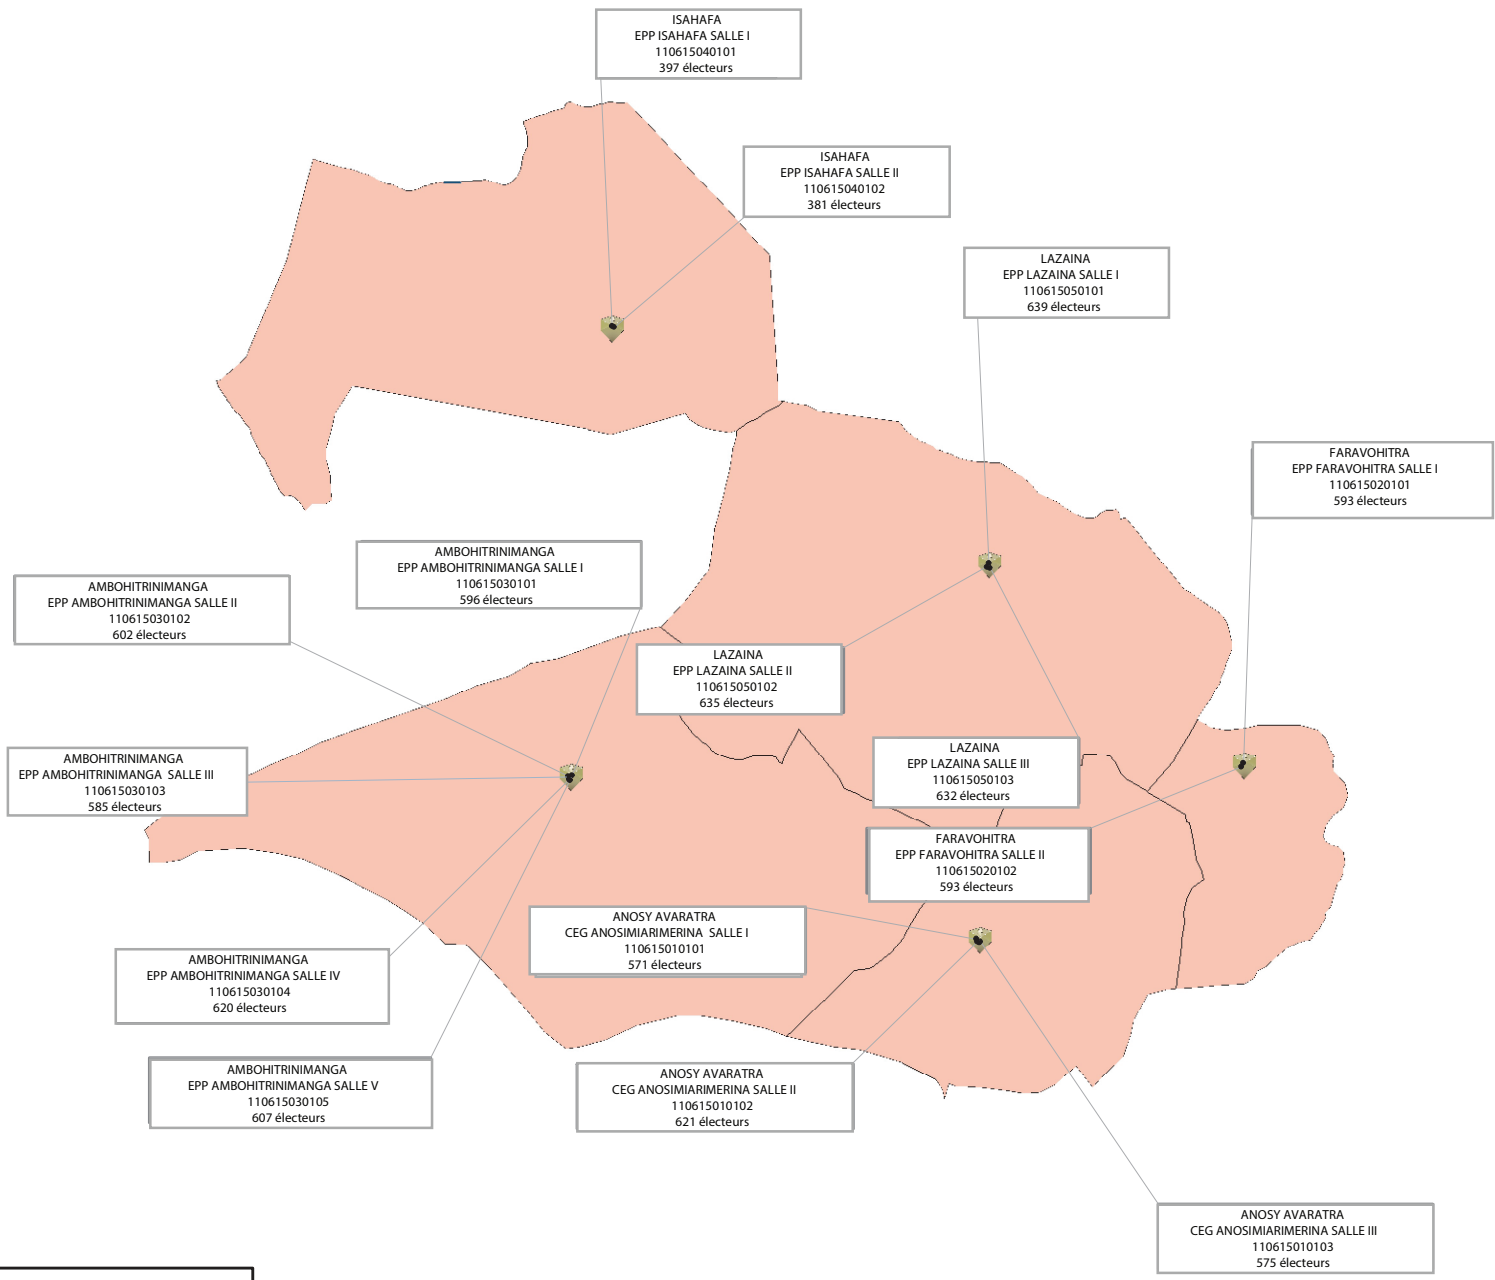 ISAHAFA
EPP ISAHAFA SALLE I
110615040101
397 électeurs
ISAHAFA
EPP ISAHAFA SALLE II
110615040102
381 électeurs
LAZAINA
EPP LAZAINA SALLE I
110615050101
639 électeurs
FARAVOHITRA
EPP FARAVOHITRA SALLE I
110615020101
593 électeurs
AMBOHITRINIMANGA
EPP AMBOHITRINIMANGA SALLE I
110615030101
596 électeurs
AMBOHITRINIMANGA
EPP AMBOHITRINIMANGA SALLE II
110615030102
602 électeurs
LAZAINA
EPP LAZAINA SALLE II
110615050102
635 électeurs
AMBOHITRINIMANGA
EPP AMBOHITRINIMANGA SALLE III
110615030103
585 électeurs
LAZAINA
EPP LAZAINA SALLE III
110615050103
632 électeurs
FARAVOHITRA
EPP FARAVOHITRA SALLE II
110615020102
593 électeurs
ANOSY AVARATRA
CEG ANOSIMIARIMERINA SALLE I
110615010101
571 électeurs
AMBOHITRINIMANGA
EPP AMBOHITRINIMANGA SALLE IV
110615030104
620 électeurs
AMBOHITRINIMANGA
EPP AMBOHITRINIMANGA SALLE V
110615030105
607 électeurs
ANOSY AVARATRA
CEG ANOSIMIARIMERINA SALLE II
110615010102
621 électeurs
ANOSY AVARATRA
CEG ANOSIMIARIMERINA SALLE III
110615010103
575 électeurs